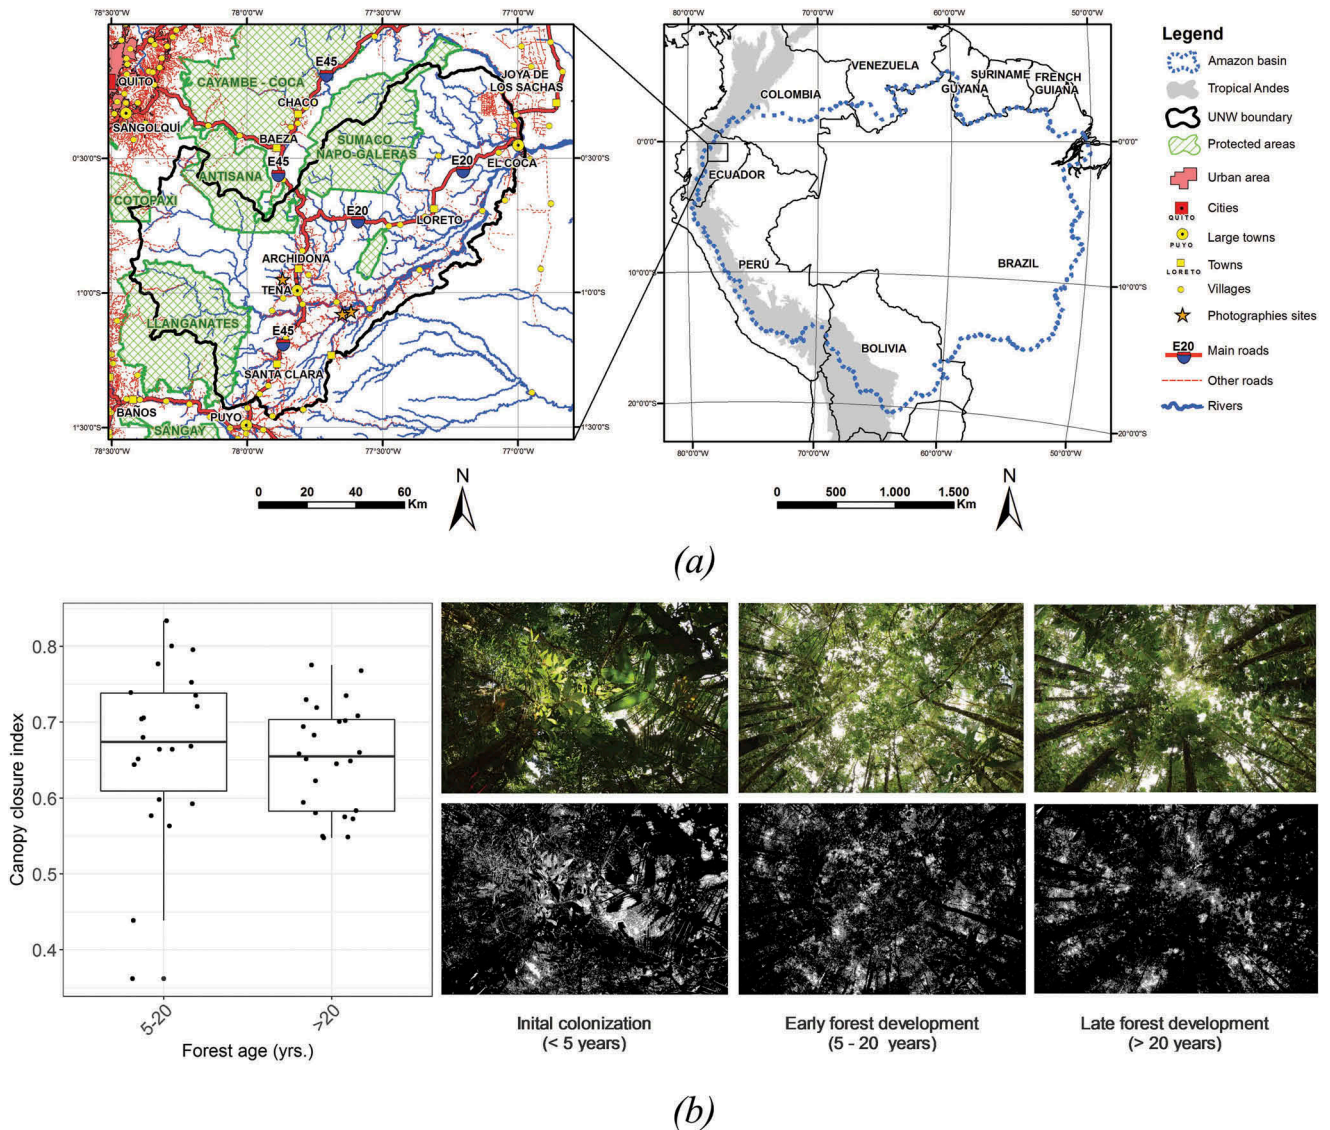 78°30'0"W
78°0'0"W
77°30'0"W
77°0'0"W
QUITO
SANGOLQUÍ
CAYAMBE - COCA
E45
CHACO
BAEZA
E45
ANTISANA
COTOPAXI
SUMACO
NAPO-GALERAS
JOYA DE
LOS SACHAS
E20
EL COCA
E20
LORETO
ARCHIDONA
TENA
LLANGANATES
E45
SANTA CLARA
BAÑOS
PUYO
SANGAY
0°30'0"S
1°0'0"S
1°30'0"S
0°30'0"S
1°0'0"S
1°30'0"S
78°30'0"W
78°0'0"W
77°30'0"W
77°0'0"W
0 20 40 60
Km
N
80°0'0"W
70°0'0"W
60°0'0"W
50°0'0"W
VENEZUELA
COLOMBIA
GUYANA
SURINAME
FRENCH
GUIANA
ECUADOR
PERÚ
BRAZIL
BOLIVIA
0°0'0"
10°0'0"S
20°0'0"S
0°0'0"
10°0'0"S
20°0'0"S
80°0'0"W
70°0'0"W
60°0'0"W
50°0'0"W
0 500 1.000 1.500
Km
N
Legend
Amazon basin
Tropical Andes
UNW boundary
Protected areas
Urban area
QUITO
Cities
PUYO
Large towns
LORETO
Towns
Villages
Photographies sites
E20
Main roads
Other roads
Rivers
(a)
Canopy closure index
0.8
0.7
0.6
0.5
0.4
5-20
>20
Forest age (yrs.)
Inital colonization
(< 5 years)
Early forest development
(5 - 20 years)
Late forest development
(> 20 years)
(b)